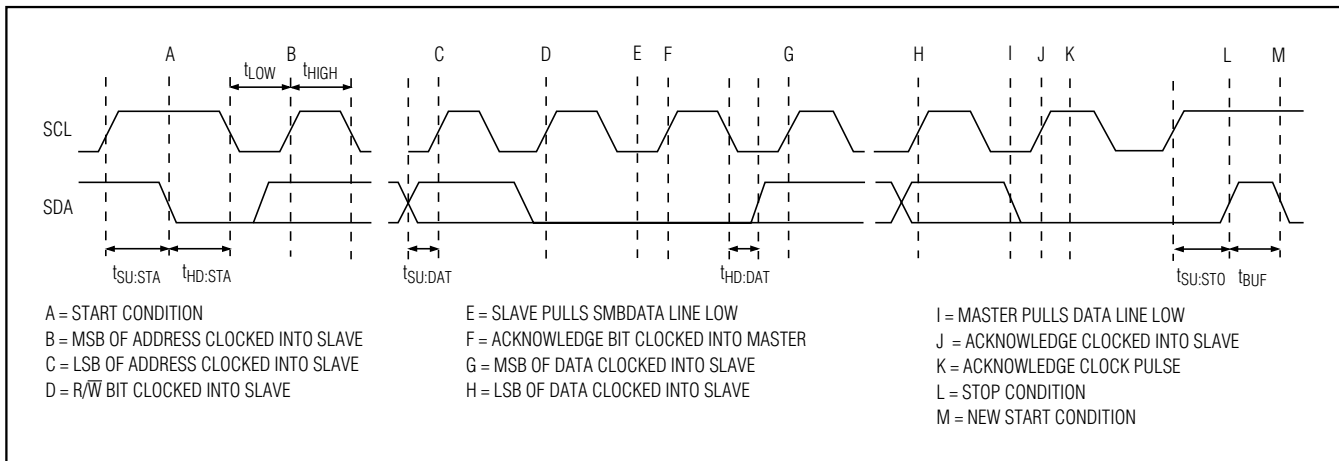 A B C D E F G H I J K L M
tLOW tHIGH
SCL
SDA
tSU:STA tHD:STA tSU:DAT tHD:DAT tSU:STO tBUF
A = START CONDITION
B = MSB OF ADDRESS CLOCKED INTO SLAVE
C = LSB OF ADDRESS CLOCKED INTO SLAVE
D = R/W̅ BIT CLOCKED INTO SLAVE
E = SLAVE PULLS SMBDATA LINE LOW
F = ACKNOWLEDGE BIT CLOCKED INTO MASTER
G = MSB OF DATA CLOCKED INTO SLAVE
H = LSB OF DATA CLOCKED INTO SLAVE
I = MASTER PULLS DATA LINE LOW
J = ACKNOWLEDGE CLOCKED INTO SLAVE
K = ACKNOWLEDGE CLOCK PULSE
L = STOP CONDITION
M = NEW START CONDITION